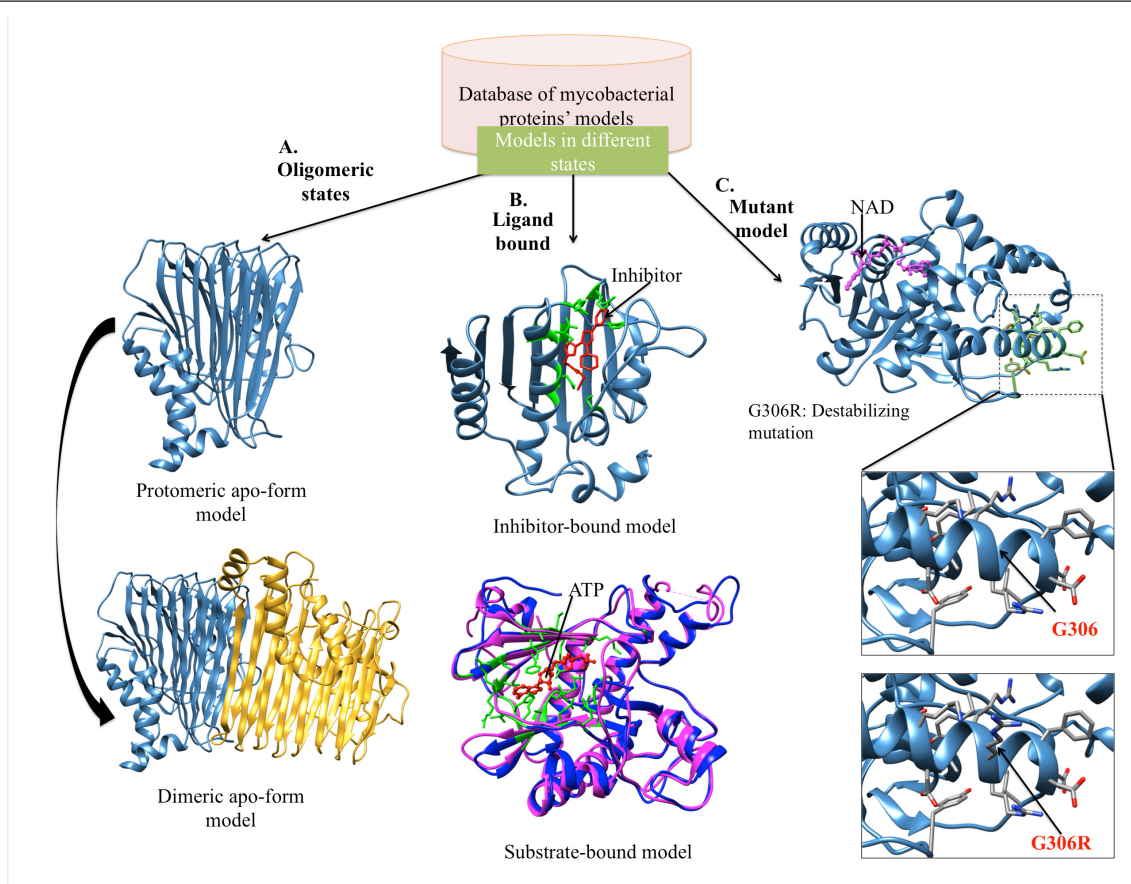 Database of mycobacterial
proteins’ models
Models in different
states
A.
Oligomeric
states
B.
Ligand
bound
C.
Mutant
model
NAD
Inhibitor
G306R: Destabilizing
mutation
Protomeric apo-form
model
Inhibitor-bound model
ATP
G306
Dimeric apo-form
model
Substrate-bound model
G306R